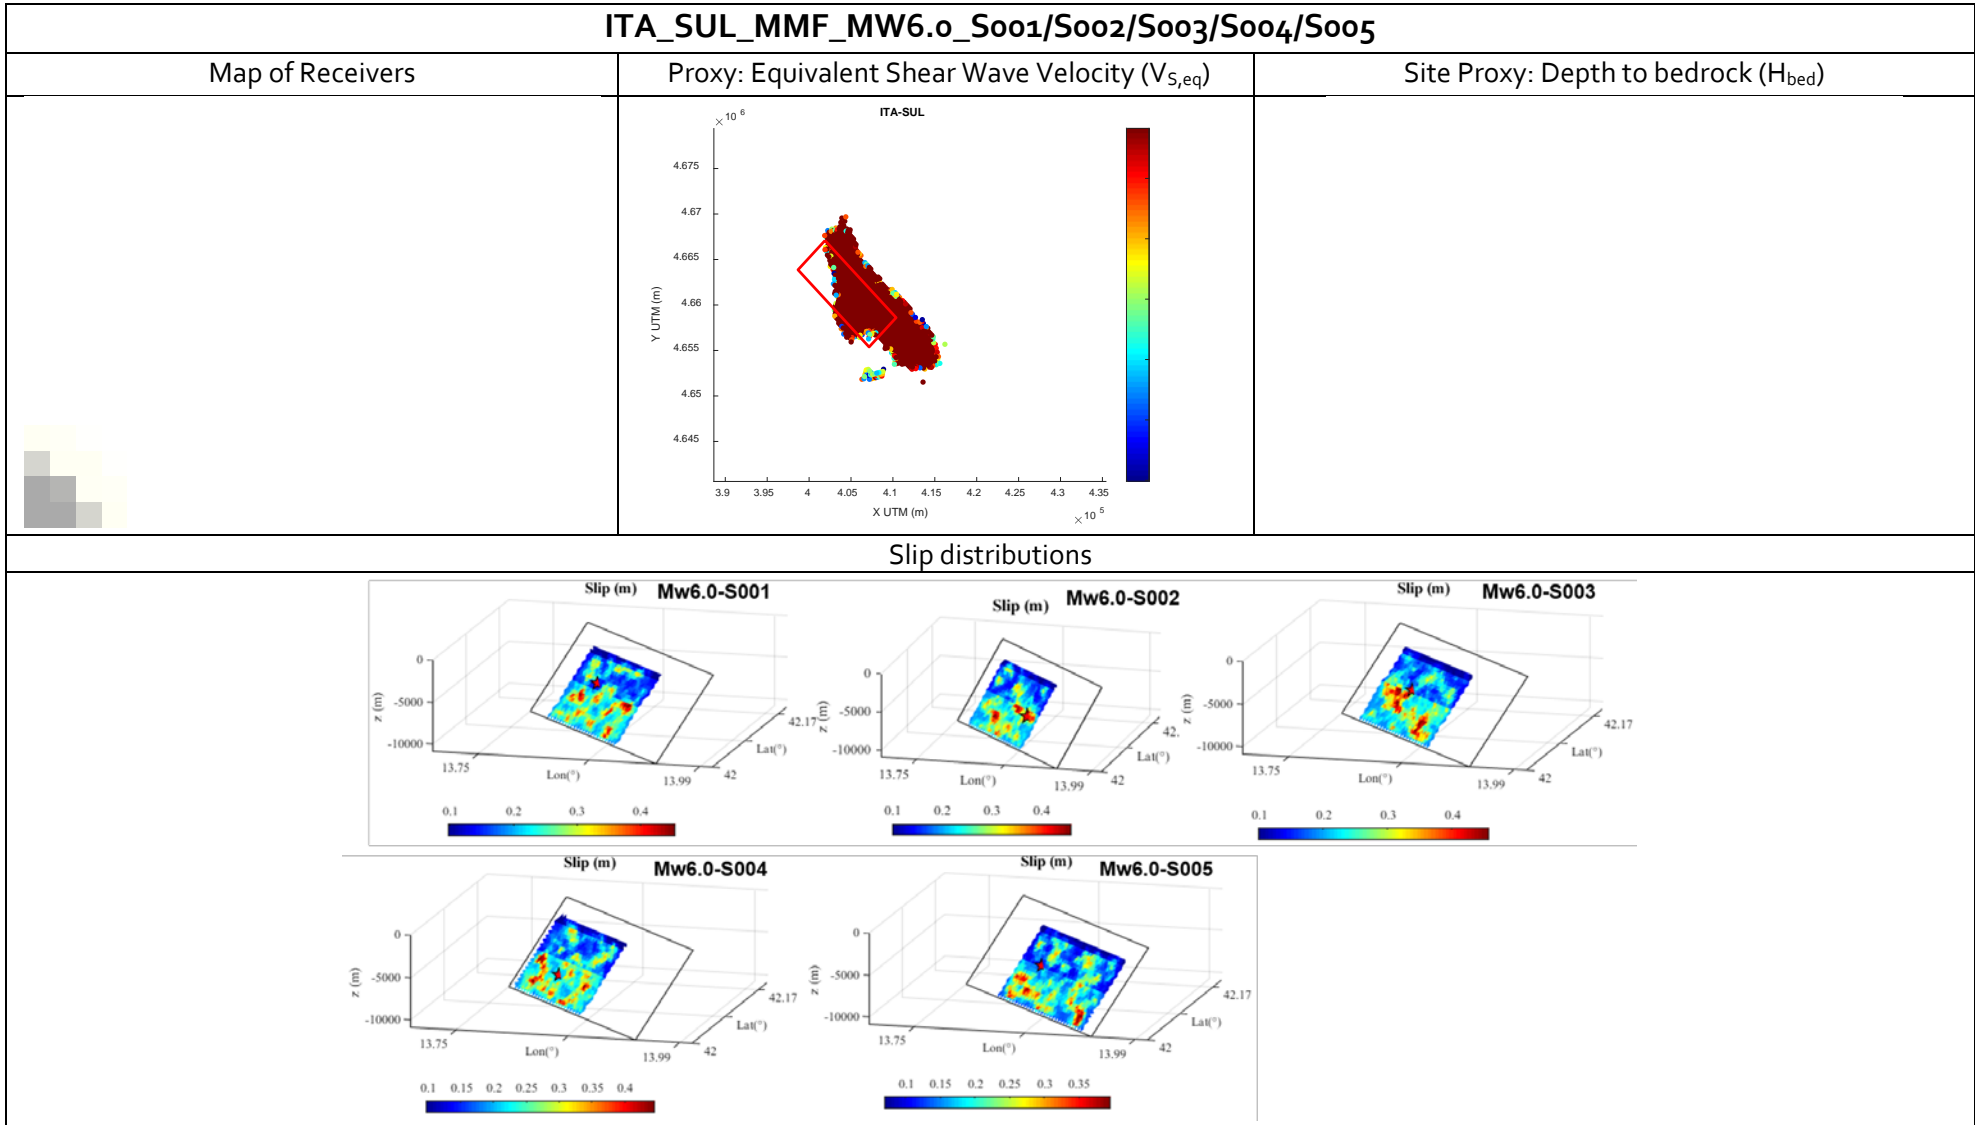 ITA_SUL_MMF_MW6.0_S001/S002/S003/S004/S005
Map of Receivers
Proxy: Equivalent Shear Wave Velocity (VS,eq)
Site Proxy: Depth to bedrock (Hbed)
ITA-SUL
×10 6
4.675
4.67
4.665
4.66
4.655
4.65
4.645
Y UTM (m)
3.9 3.95 4 4.05 4.1 4.15 4.2 4.25 4.3 4.35
X UTM (m)
×10 5
Slip distributions
Slip (m) Mw6.0-S001
0
-5000
-10000
z (m)
13.75
Lon(°)
13.99
42
Lat(°)
42.17
0.1 0.2 0.3 0.4
Slip (m) Mw6.0-S002
0
-5000
-10000
z (m)
13.75
Lon(°)
13.99
42
Lat(°)
42.
0.1 0.2 0.3 0.4
Slip (m) Mw6.0-S003
0
-5000
-10000
z (m)
13.75
Lon(°)
13.99
42
Lat(°)
42.17
0.1 0.2 0.3 0.4
Slip (m) Mw6.0-S004
0
-5000
-10000
z (m)
13.75
Lon(°)
13.99
42
Lat(°)
42.17
0.1 0.15 0.2 0.25 0.3 0.35 0.4
Slip (m) Mw6.0-S005
0
-5000
-10000
z (m)
13.75
Lon(°)
13.99
42
Lat(°)
42.17
0.1 0.15 0.2 0.25 0.3 0.35